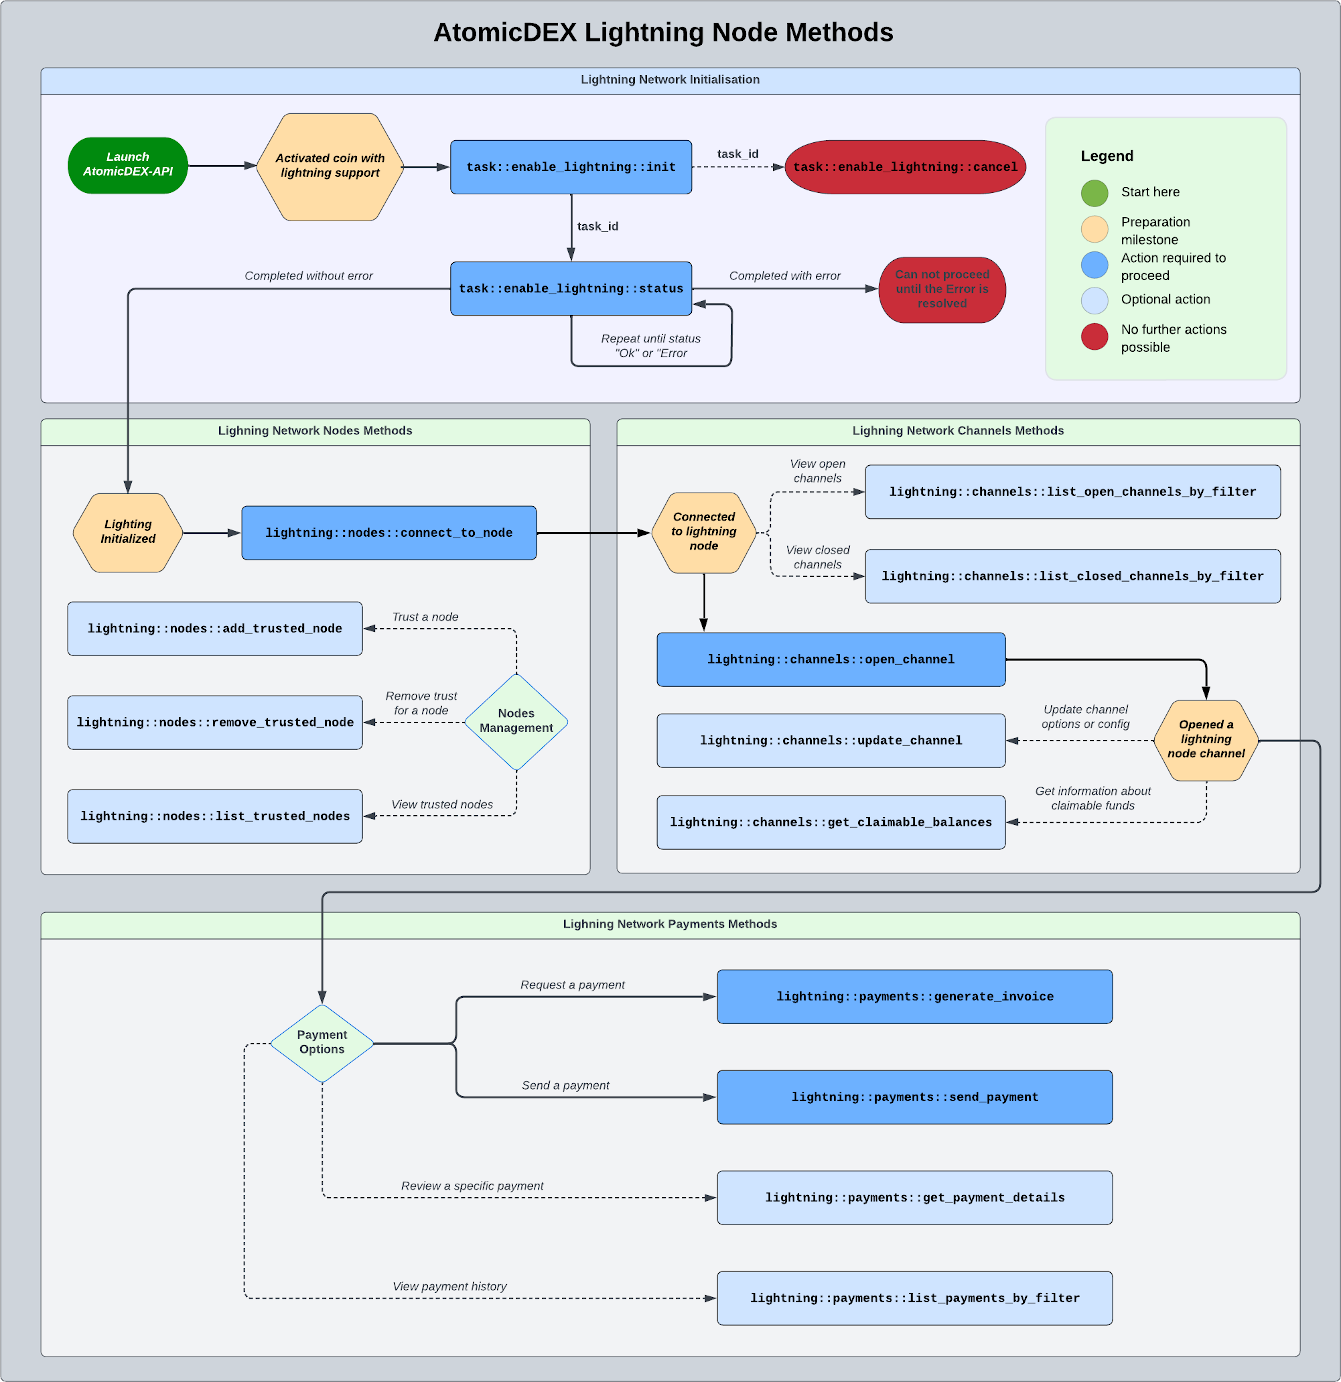 AtomicDEX Lightning Node Methods
Lightning Network Initialisation
Launch
AtomicDEX-API
Activated coin with
lightning support
task::enable_lightning::init
task_id
task::enable_lightning::cancel
task_id
Completed without error
task::enable_lightning::status
Completed with error
Can not proceed
until the Error is
resolved
Repeat until status
"Ok" or "Error
Legend
Start here
Preparation
milestone
Action required to
proceed
Optional action
No further actions
possible
Lighning Network Nodes Methods
Lighting
Initialized
lightning::nodes::connect_to_node
lightning::nodes::add_trusted_node
Trust a node
lightning::nodes::remove_trusted_node
Remove trust
for a node
Nodes
Management
lightning::nodes::list_trusted_nodes
View trusted nodes
Lighning Network Channels Methods
Connected
to lightning
node
View open
channels
lightning::channels::list_open_channels_by_filter
View closed
channels
lightning::channels::list_closed_channels_by_filter
lightning::channels::open_channel
lightning::channels::update_channel
Update channel
options or config
Opened a
lightning
node channel
lightning::channels::get_claimable_balances
Get information about
claimable funds
Lighning Network Payments Methods
Payment
Options
Request a payment
lightning::payments::generate_invoice
Send a payment
lightning::payments::send_payment
Review a specific payment
lightning::payments::get_payment_details
View payment history
lightning::payments::list_payments_by_filter